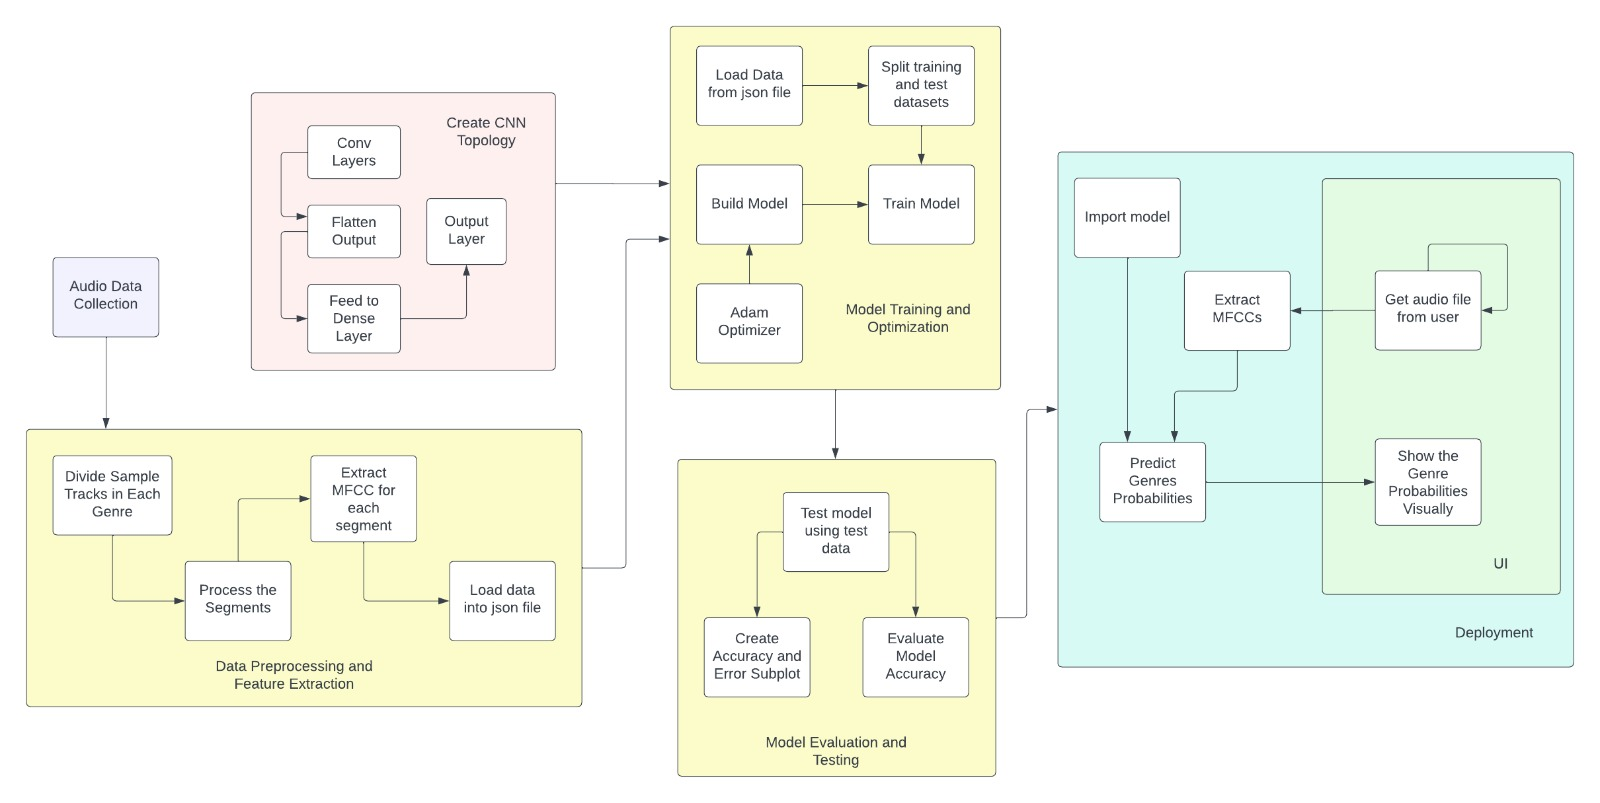 Audio Data
Collection
Create CNN
Topology
Conv
Layers
Flatten
Output
Feed to
Dense
Layer
Output
Layer
Divide Sample
Tracks in Each
Genre
Process the
Segments
Extract
MFCC for
each
segment
Load data
into json file
Data Preprocessing and
Feature Extraction
Load Data
from json file
Split training
and test
datasets
Build Model
Train Model
Adam
Optimizer
Model Training and
Optimization
Test model
using test
data
Create
Accuracy and
Error Subplot
Evaluate
Model
Accuracy
Model Evaluation and
Testing
Import model
Extract
MFCCs
Get audio file
from user
Predict
Genres
Probabilities
Show the
Genre
Probabilities
Visually
UI
Deployment